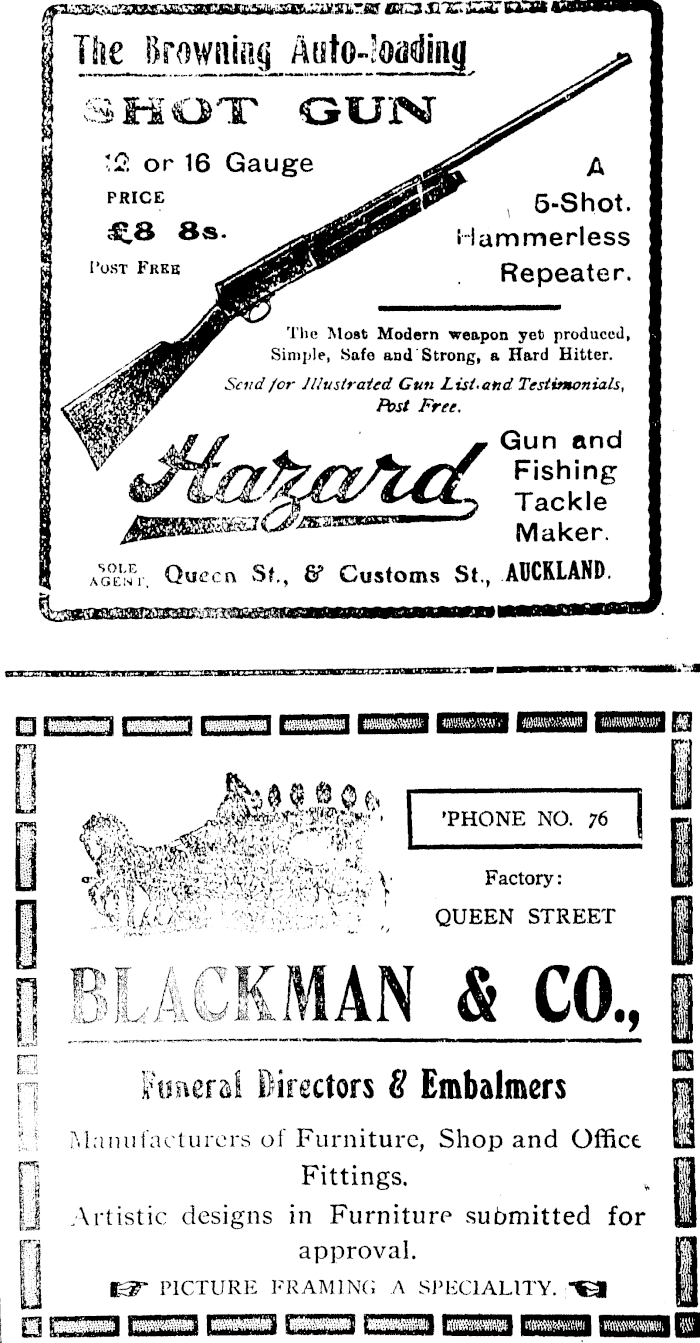 The Browning Auto-loading
SHOT GUN
12 or 16 Gauge
PRICE
£8 8s.
POST FREE
A
5-Shot.
Hammerless
Repeater.
The Most Modern weapon yet produced,
Simple, Safe and Strong, a Hard Hitter.
Send for Illustrated Gun List and Testimonials,
Post Free.
Hazard
Gun and
Fishing
Tackle
Maker.
SOLE
AGENT,
Queen St., & Customs St., AUCKLAND.
'PHONE NO. 76
Factory:
QUEEN STREET
BLACKMAN & CO.,
Funeral Directors & Embalmers
Manufacturers of Furniture, Shop and Office
Fittings.
Artistic designs in Furniture submitted for
approval.
PICTURE FRAMING A SPECIALITY.